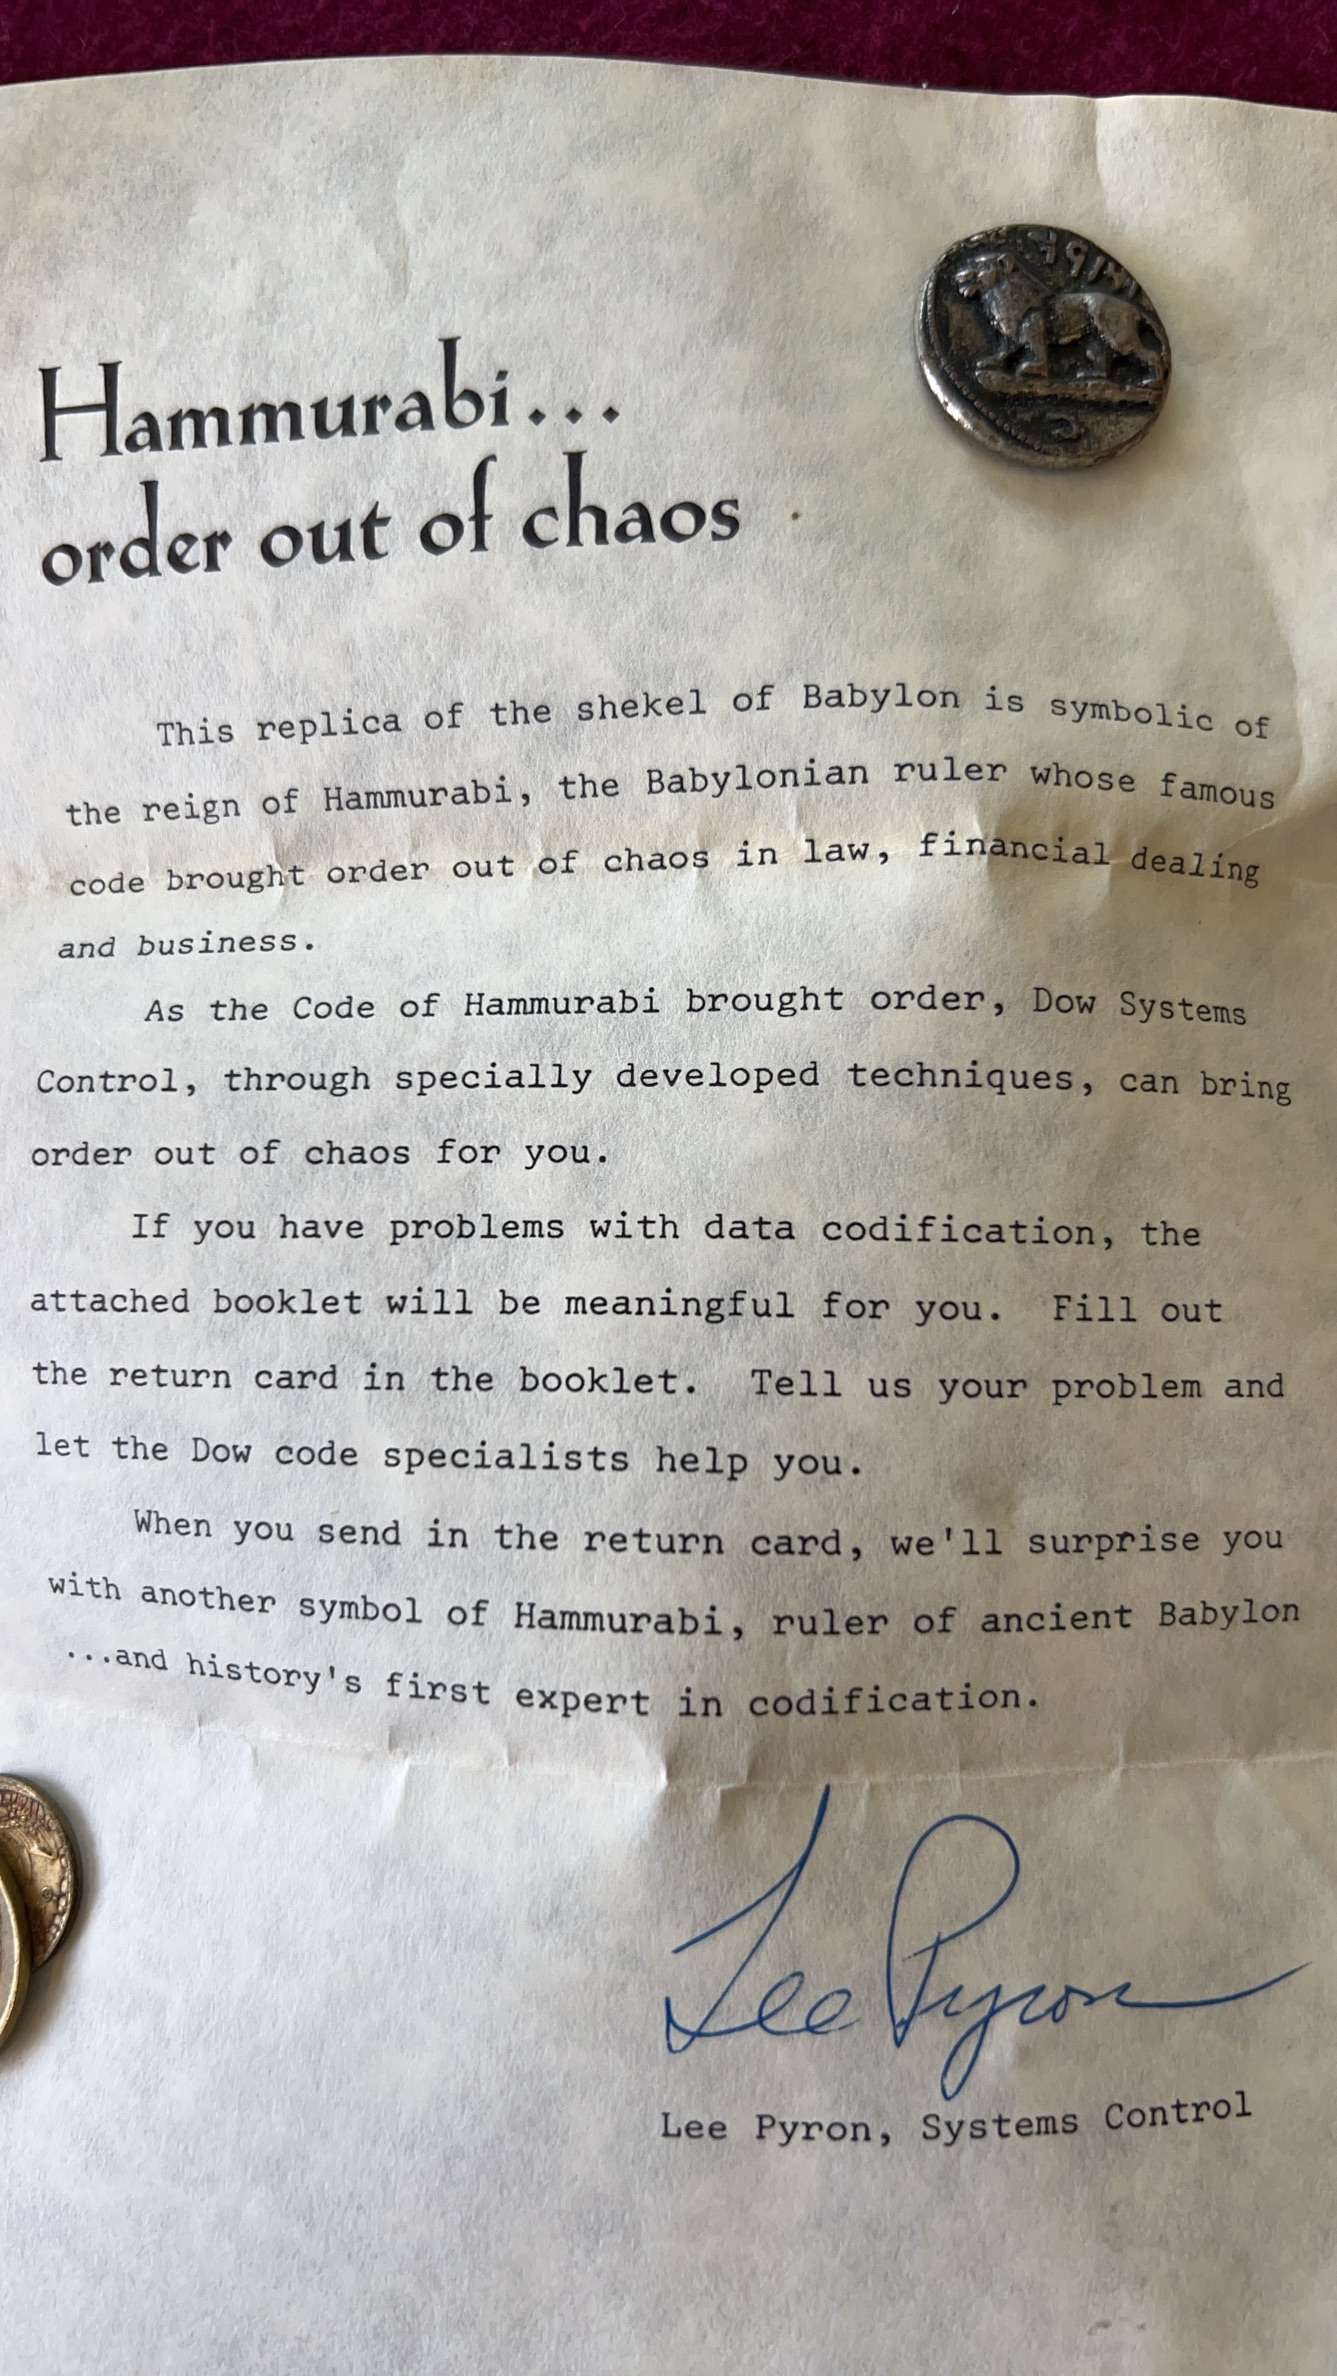 Hammurabi...
order out of chaos
This replica of the shekel of Babylon is symbolic of
the reign of Hammurabi, the Babylonian ruler whose famous
code brought order out of chaos in law, financial dealing
and business.
As the Code of Hammurabi brought order, Dow Systems
Control, through specially developed techniques, can bring
order out of chaos for you.
If you have problems with data codification, the
attached booklet will be meaningful for you. Fill out
the return card in the booklet. Tell us your problem and
let the Dow code specialists help you.
When you send in the return card, we'll surprise you
with another symbol of Hammurabi, ruler of ancient Babylon
...and history's first expert in codification.
Lee Pyron
Lee Pyron, Systems Control